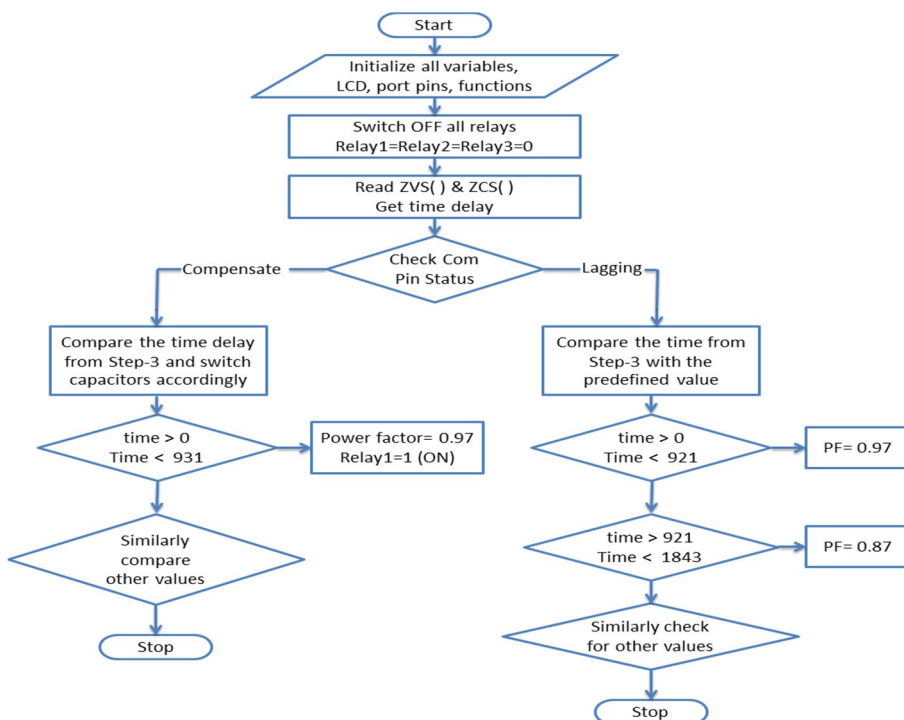 Start
Initialize all variables,
LCD, port pins, functions
Switch OFF all relays
Relay1=Relay2=Relay3=0
Read ZVS( ) & ZCS( )
Get time delay
Check Com
Pin Status
Compensate
Lagging
Compare the time delay
from Step-3 and switch
capacitors accordingly
time > 0
Time < 931
Power factor= 0.97
Relay1=1 (ON)
Similarly
compare
other values
Stop
Compare the time from
Step-3 with the
predefined value
time > 0
Time < 921
PF= 0.97
time > 921
Time < 1843
PF= 0.87
Similarly check
for other values
Stop